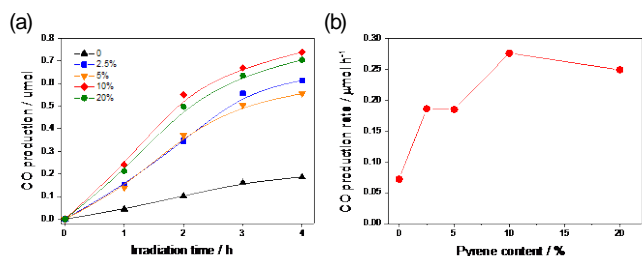 (a)
CO production / umol
0.8
0.7
0.6
0.5
0.4
0.3
0.2
0.1
0.0
0
2.5%
5%
10%
20%
0 1 2 3 4
Irradiation time / h
(b)
CO production rate / μmol h⁻¹
0.30
0.25
0.20
0.15
0.10
0.05
0.00
0 5 10 15 20
Pyrene content / %